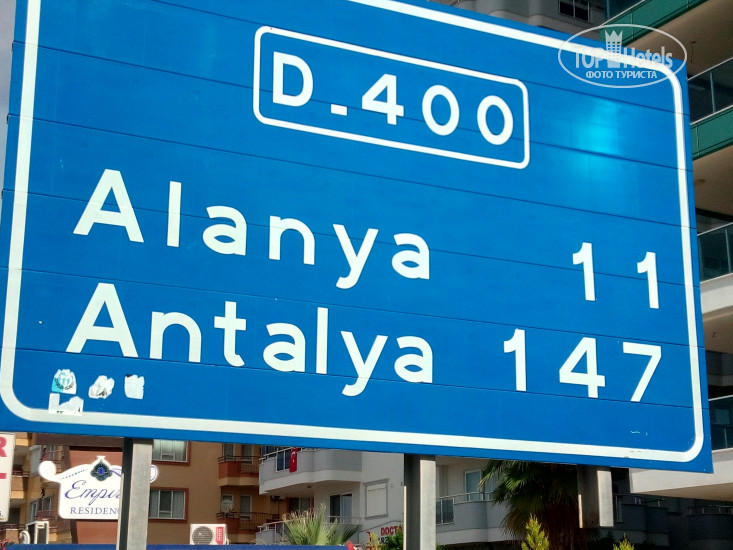 TOP Hotels
ФОТО ТУРИСТА
D.400
Alanya 11
Antalya 147
RESIDENCE